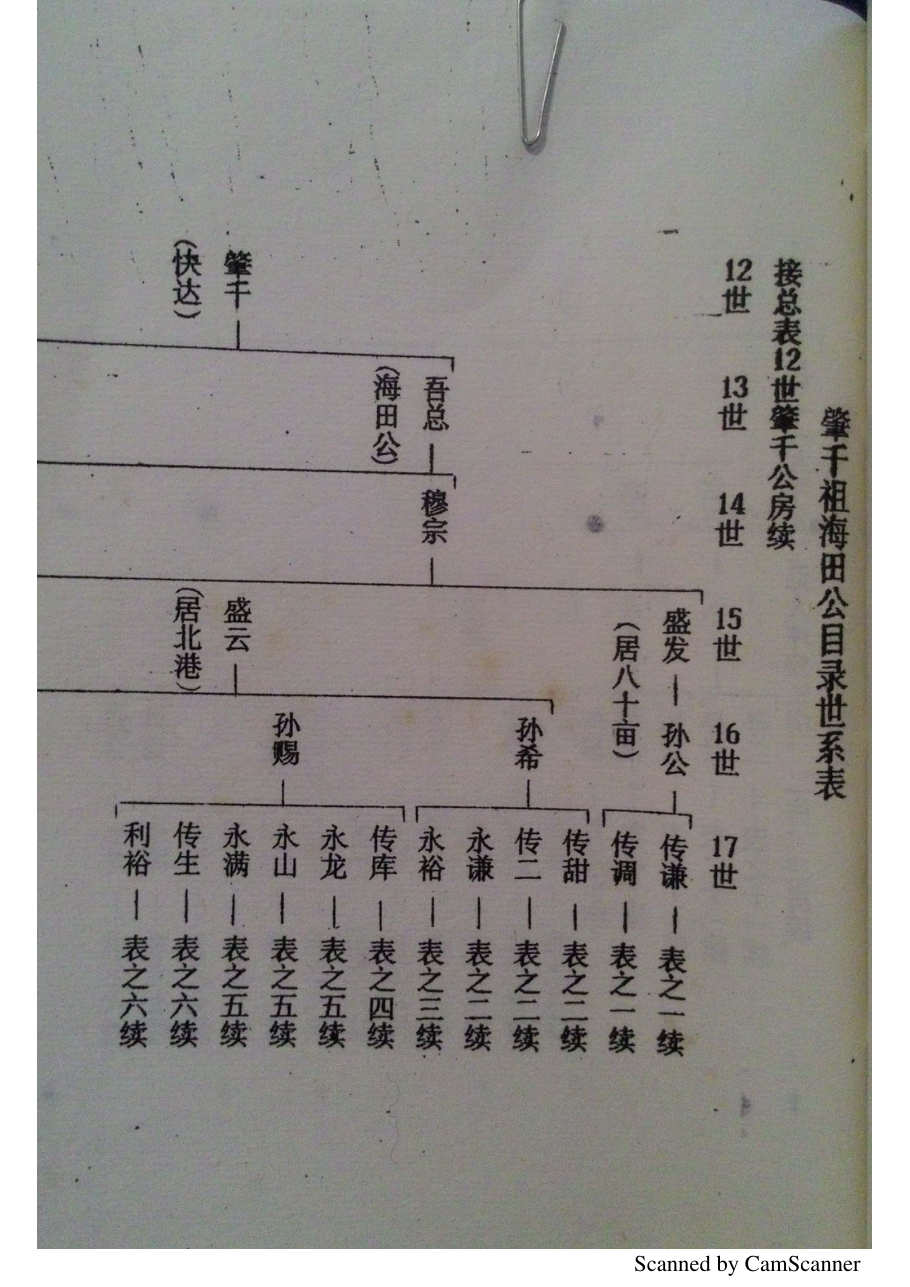 肇千祖海田公目录世系表
接总表12世肇千公房续
12世
13世
14世
15世
16世
17世
肇千
(快达)
吾总
(海田公)
穆宗
盛发
(居八十亩)
盛云
(居北港)
孙公
孙希
孙赐
传谦 表之一续
传调 表之一续
传甜 表之二续
传二 表之二续
永谦 表之二续
永裕 表之三续
传库 表之四续
永龙 表之五续
永山 表之五续
永满 表之五续
传生 表之六续
利裕 表之六续
Scanned by CamScanner